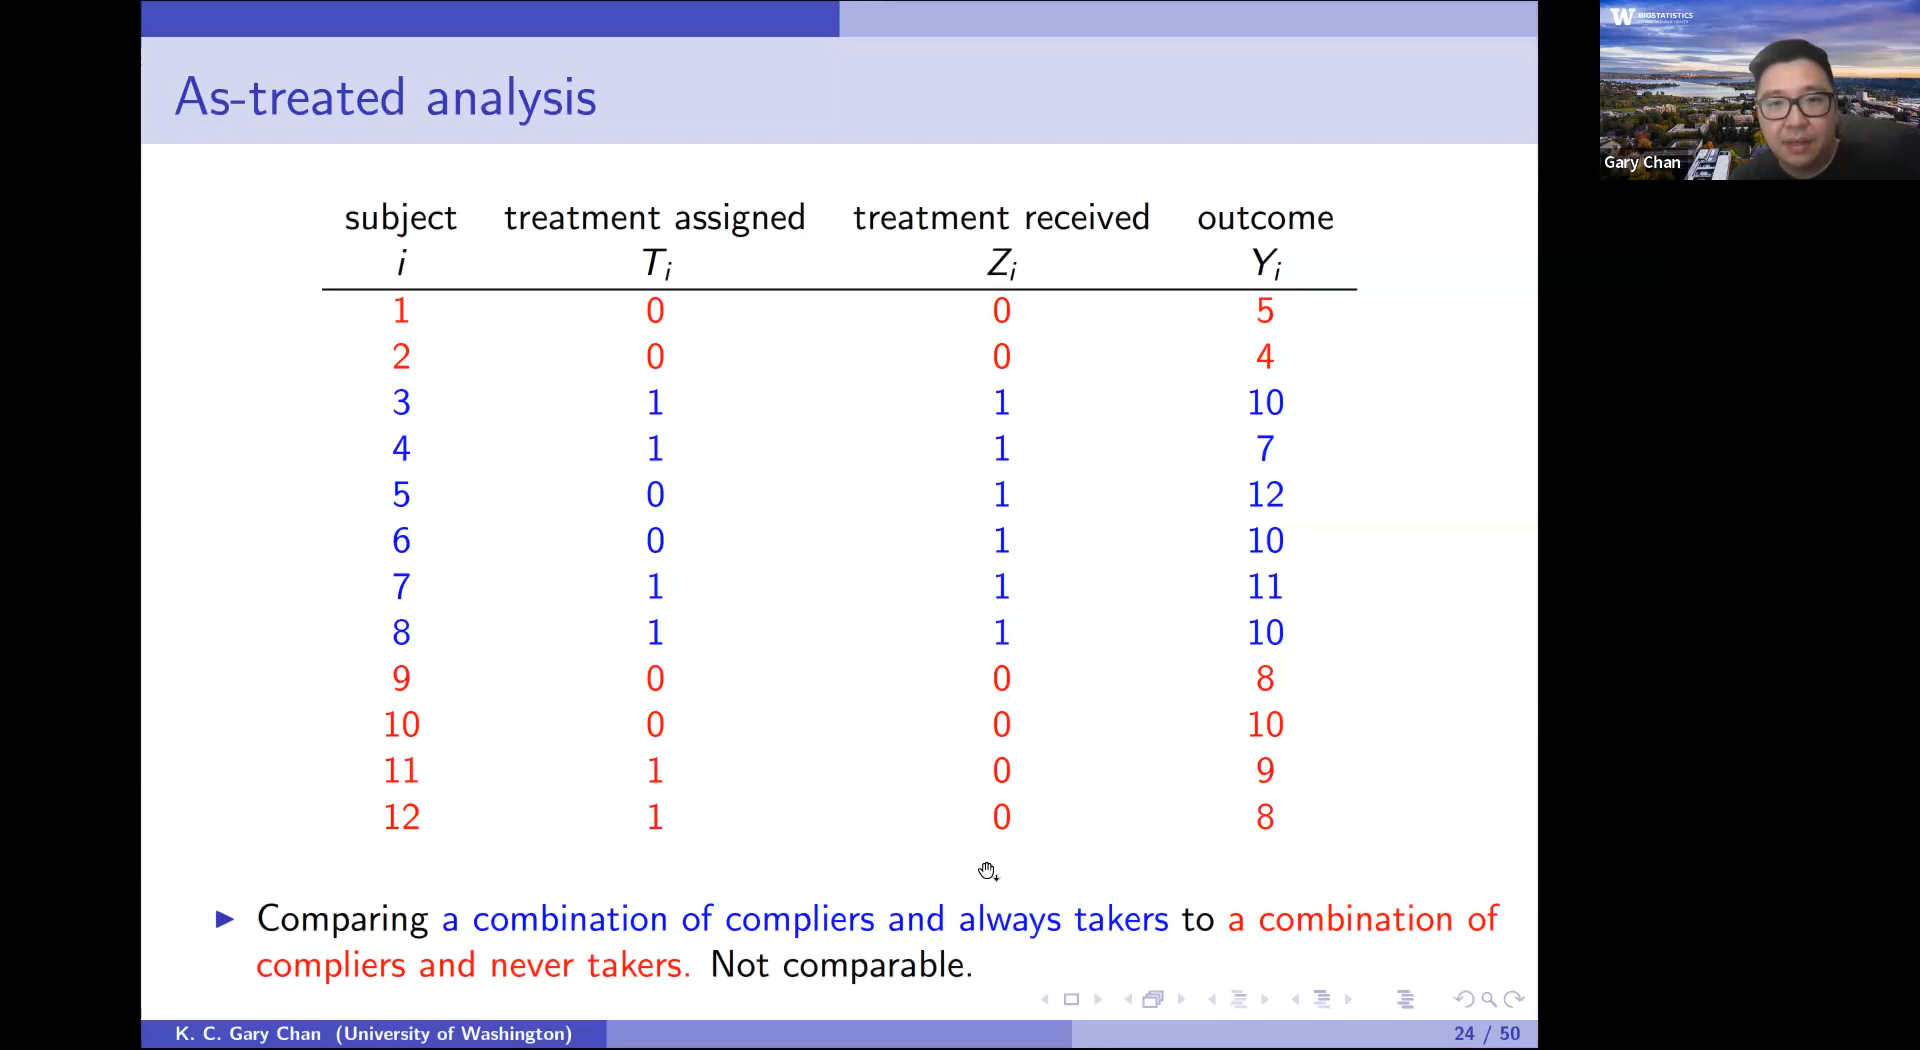 As-treated analysis
subject treatment assigned treatment received outcome
i T_i Z_i Y_i
1 0 0 5
2 0 0 4
3 1 1 10
4 1 1 7
5 0 1 12
6 0 1 10
7 1 1 11
8 1 1 10
9 0 0 8
10 0 0 10
11 1 0 9
12 1 0 8
Comparing a combination of compliers and always takers to a combination of
compliers and never takers. Not comparable.
K. C. Gary Chan (University of Washington)
24 / 50
W BIOSTATISTICS
Gary Chan